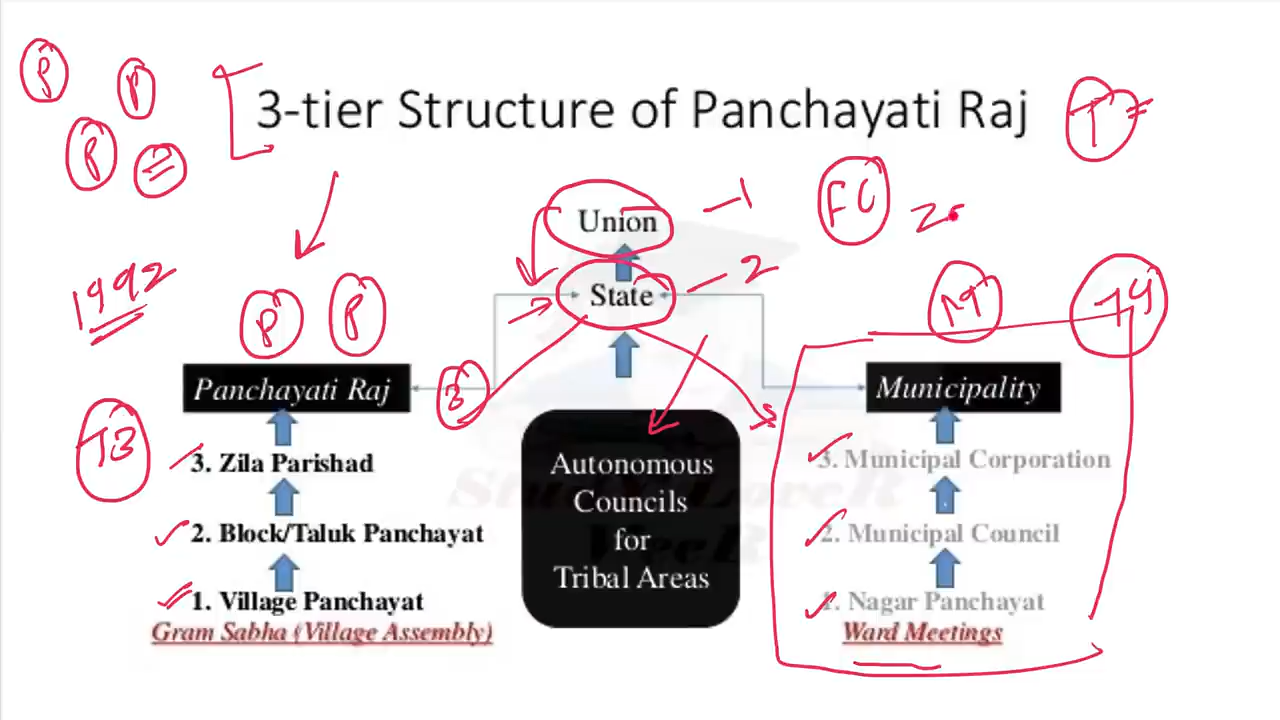 3-tier Structure of Panchayati Raj
P
P
P
T
FC
Union
1
State
2
1992
P
P
M
74
Panchayati Raj
3
Municipality
73
3. Zila Parishad
2. Block/Taluk Panchayat
1. Village Panchayat
Gram Sabha (Village Assembly)
Autonomous
Councils
for
Tribal Areas
3. Municipal Corporation
2. Municipal Council
1. Nagar Panchayat
Ward Meetings